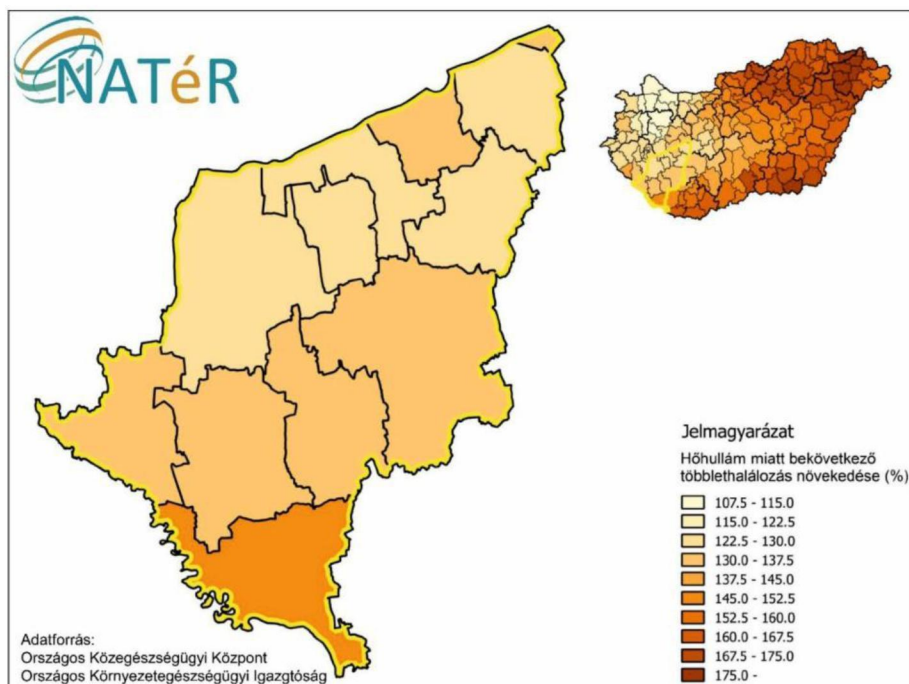 NATéR
Jelmagyarázat
Hőhullám miatt bekövetkező
többlethalálozás növekedése (%)
107.5 - 115.0
115.0 - 122.5
122.5 - 130.0
130.0 - 137.5
137.5 - 145.0
145.0 - 152.5
152.5 - 160.0
160.0 - 167.5
167.5 - 175.0
175.0 -
Adatforrás:
Országos Közegészségügyi Központ
Országos Környezetegészségügyi Igazgtóság